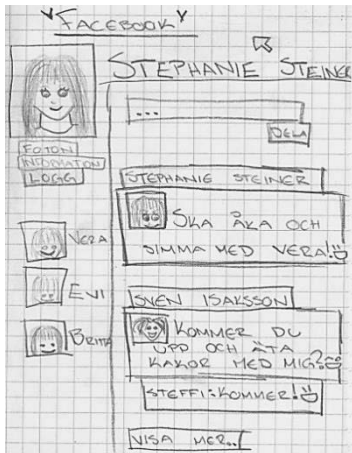 "FACEBOOK"
STEPHANIE STEINER
...
DELA
FOTON
INFORMATION
LOGG
STEPHANIE STEINER
SKA ÅKA OCH
SIMMA MED VERA!
VERA
EVI
BRITTA
SVEN ISAKSSON
KOMMER DU
UPP OCH ÄTA
KAKOR MED MIG?
STEFFI:KOMMER!
VISA MER..